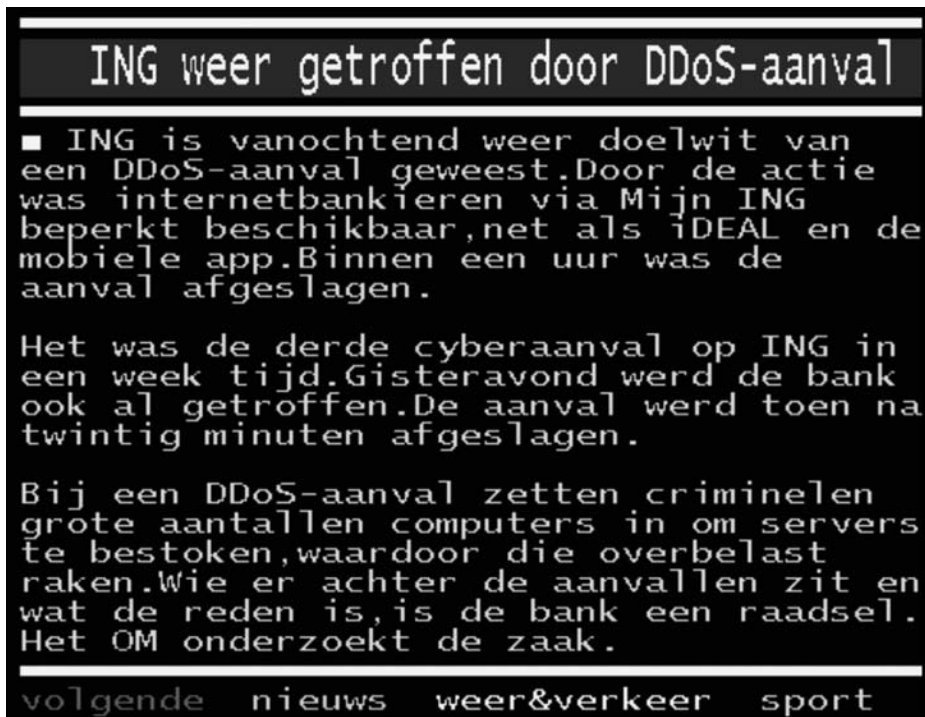 ING weer getroffen door DDoS-aanval
ING is vanochtend weer doelwit van
een DDoS-aanval geweest.Door de actie
was internetbankieren via Mijn ING
beperkt beschikbaar,net als iDEAL en de
mobiele app.Binnen een uur was de
aanval afgeslagen.
Het was de derde cyberaanval op ING in
een week tijd.Gisteravond werd de bank
ook al getroffen.De aanval werd toen na
twintig minuten afgeslagen.
Bij een DDoS-aanval zetten criminelen
grote aantallen computers in om servers
te bestoken,waardoor die overbelast
raken.Wie er achter de aanvallen zit en
wat de reden is,is de bank een raadsel.
Het OM onderzoekt de zaak.
volgende nieuws weer&verkeer sport